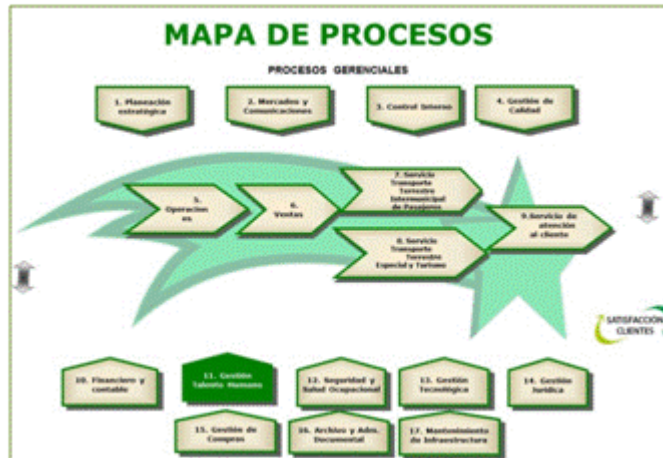 MAPA DE PROCESOS
PROCESOS GERENCIALES
1. Planeación
estratégica
2. Mercadeo y
Comunicaciones
3. Control Interno
4. Gestión de
Calidad
5.
Operacion
es
6.
Ventas
7. Servicio
Transporte
Terrestre
Intermunicipal
de Pasajeros
8. Servicio
Transporte
Terrestre
Especial y Turismo
9.Servicio de
atención
al cliente
SATISFACCIÓN
CLIENTES
10. Financiero y
contable
11. Gestión
Talento Humano
12. Seguridad y
Salud Ocupacional
13. Gestión
Tecnológica
14. Gestión
Jurídica
15. Gestión de
Compras
16. Archivo y Adm.
Documental
17. Mantenimiento
de Infraestructura